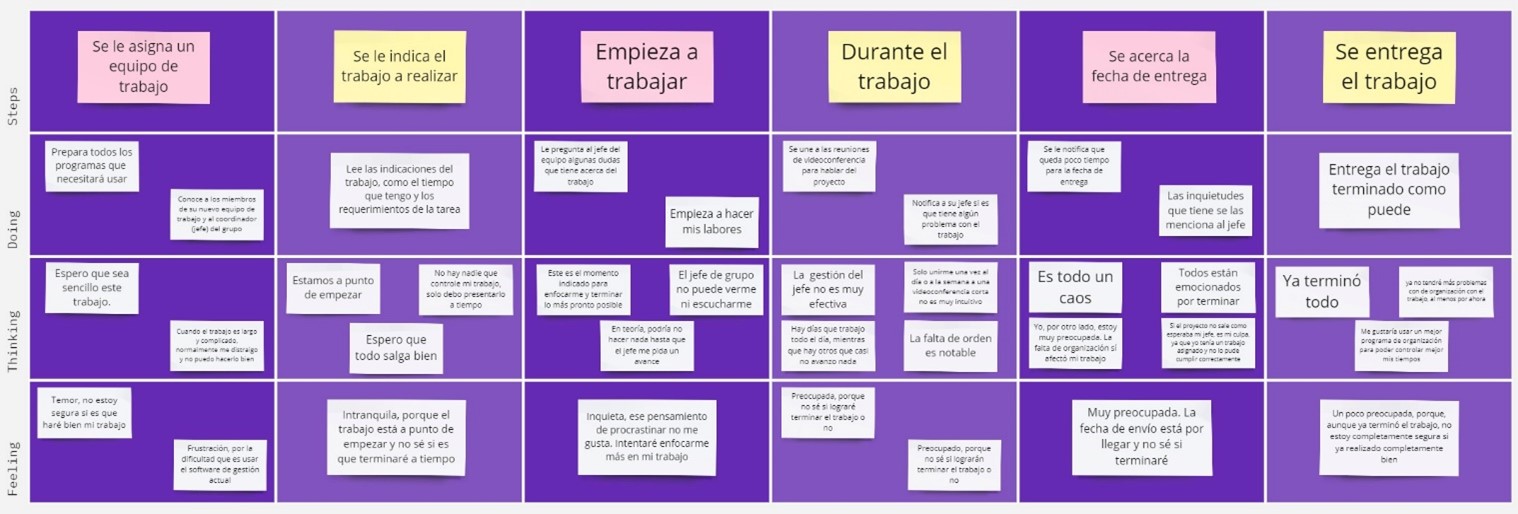 Steps
Se le asigna un
equipo de
trabajo
Se le indica el
trabajo a realizar
Empieza a
trabajar
Durante el
trabajo
Se acerca la
fecha de entrega
Se entrega
el trabajo
Doing
Prepara todos los
programas que
necesitará usar
Conoce a los miembros
de su nuevo equipo de
trabajo y al coordinador
(jefe) del grupo
Lee las indicaciones del
trabajo, como el tiempo
que tengo y los
requerimientos de la tarea
Le pregunta al jefe del
equipo algunas dudas
que tiene acerca del
trabajo
Empieza a hacer
mis labores
Se une a las reuniones
de videoconferencia
para hablar del
proyecto
Notifica a su jefe si es
que tiene algún
problema con el
trabajo
Se le notifica que
queda poco tiempo
para la fecha de
entrega
Las inquietudes
que tiene se las
menciona al jefe
Entrega el trabajo
terminado como
puede
Thinking
Espero que sea
sencillo este
trabajo.
Cuando el trabajo es largo
y complicado,
normalmente me distraigo
y no puedo hacerlo bien
Estamos a punto
de empezar
No hay nadie que
controle mi trabajo,
solo debo presentarlo
a tiempo
Espero que
todo salga bien
Este es el momento
indicado para
enfocarme y terminar
lo más pronto posible
El jefe de grupo
no puede verme
ni escucharme
En teoría, podría no
hacer nada hasta que
el jefe me pida un
avance
La gestión del
jefe no es muy
efectiva
Solo unirme una vez al
día o a la semana a una
videoconferencia corta
no es muy intuitivo
Hay días que trabajo
todo el día, mientras
que hay otros que casi
no avanzo nada
La falta de orden
es notable
Es todo un
caos
Todos están
emocionados
por terminar
Yo, por otro lado, estoy
muy preocupada. La
falta de organización sí
afectó mi trabajo
Si el proyecto no sale como
esperaba mi jefe, es mi culpa,
ya que yo tenía un trabajo
asignado y no lo pude
cumplir correctamente
Ya terminó
todo
ya no tendré más problemas
con de organización con el
trabajo, al menos por ahora
Me gustaría usar un mejor
programa de organización
para poder controlar mejor
mis tiempos
Feeling
Temor, no estoy
segura si es que
haré bien mi trabajo
Frustración, por la
dificultad que es usar
el software de gestión
actual
Intranquila, porque el
trabajo está a punto de
empezar y no sé si es
que terminaré a tiempo
Inquieta, ese pensamiento
de procrastinar no me
gusta. Intentaré enfocarme
más en mi trabajo
Preocupada, porque
no sé si lograré
terminar el trabajo o
no
Preocupada, porque
no sé si lograrán
terminar el trabajo o
no
Muy preocupada. La
fecha de envío está por
llegar y no sé si
terminaré
Un poco preocupada, porque,
aunque ya terminó el trabajo, no
estoy completamente segura si
ya realizado completamente
bien